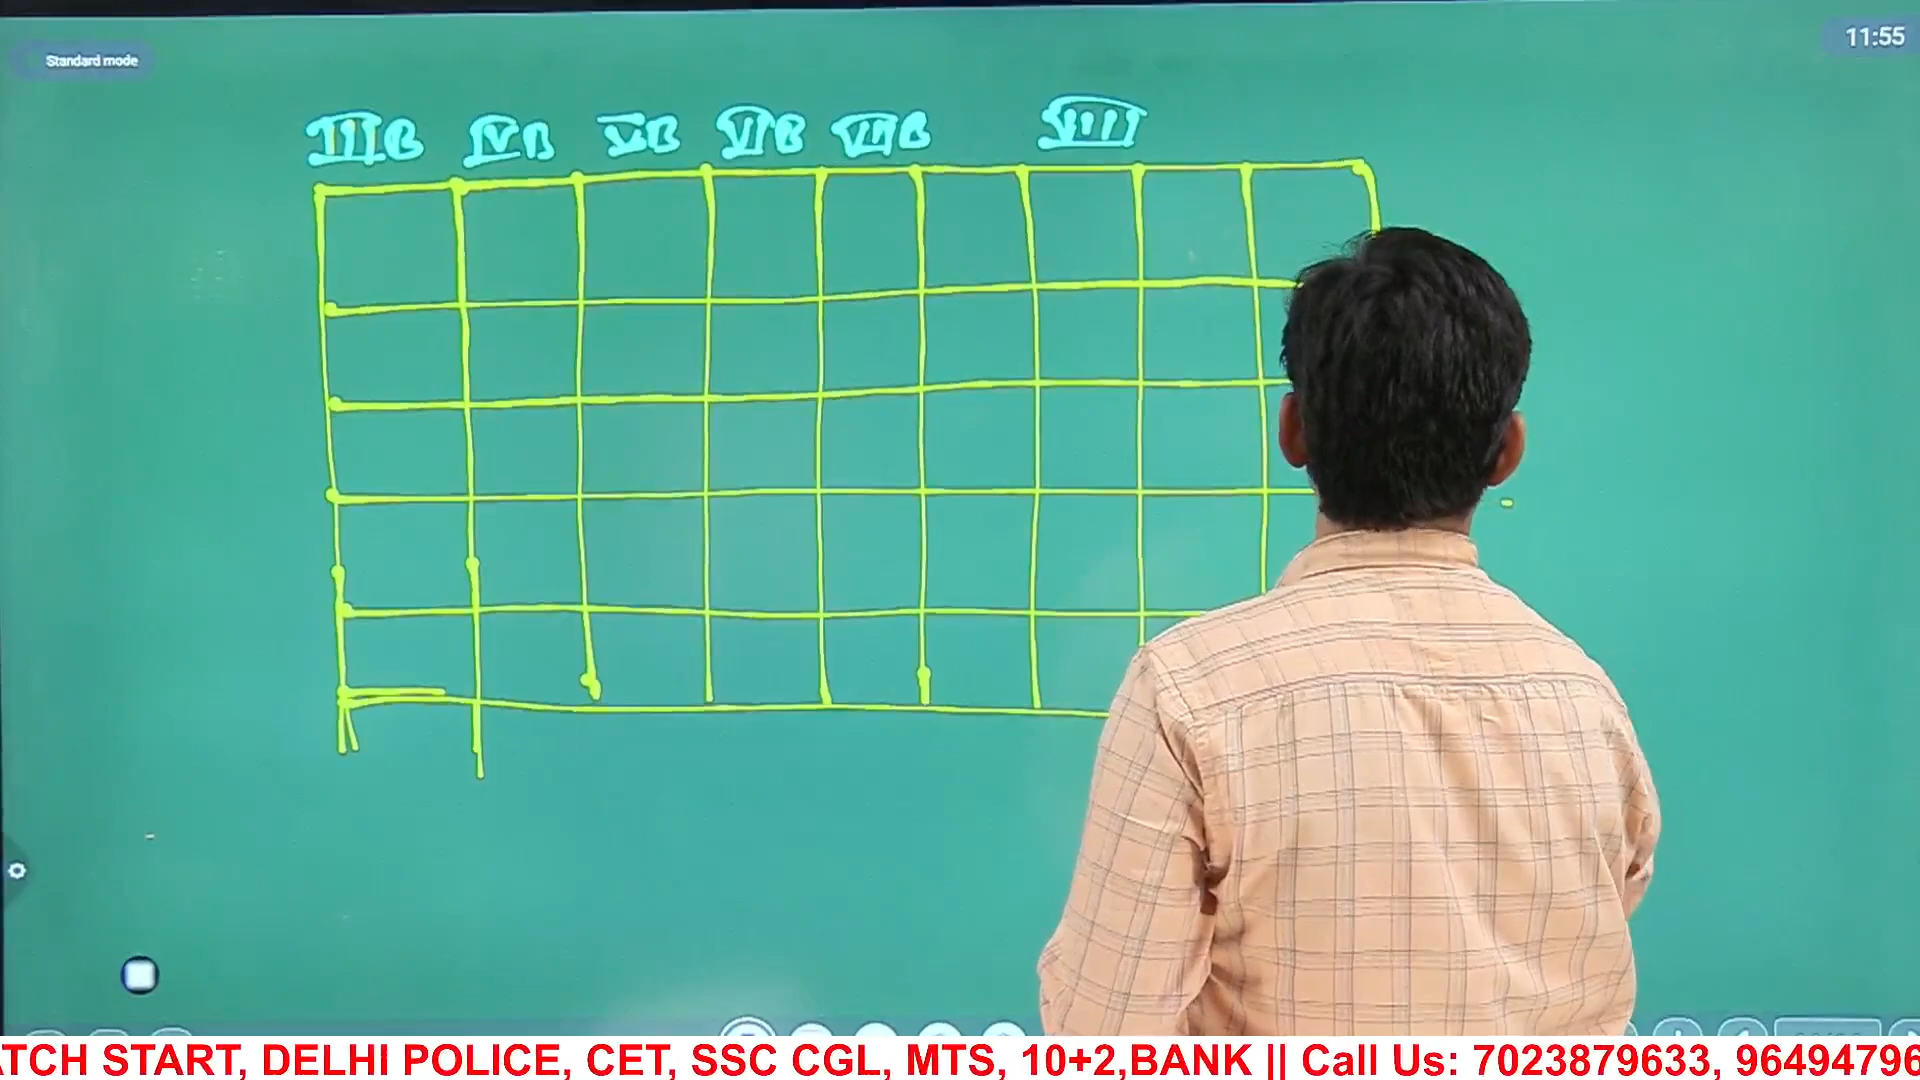 Standard mode
11:55
IIIB IVB VB VIB VIIB VIII
ATCH START, DELHI POLICE, CET, SSC CGL, MTS, 10+2,BANK || Call Us: 7023879633, 96494796